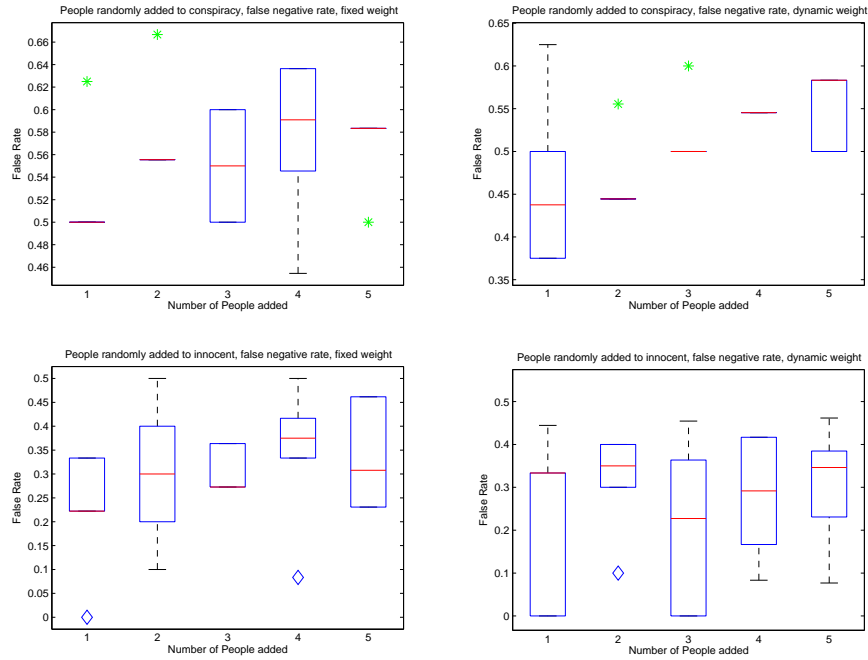 People randomly added to conspiracy, false negative rate, fixed weight
0.66
0.64
0.62
0.6
0.58
0.56
0.54
0.52
0.5
0.48
0.46
False Rate
1 2 3 4 5
Number of People added
People randomly added to conspiracy, false negative rate, dynamic weight
0.65
0.6
0.55
0.5
0.45
0.4
0.35
False Rate
1 2 3 4 5
Number of People added
People randomly added to innocent, false negative rate, fixed weight
0.5
0.45
0.4
0.35
0.3
0.25
0.2
0.15
0.1
0.05
0
False Rate
1 2 3 4 5
Number of People added
People randomly added to innocent, false negative rate, dynamic weight
0.5
0.4
0.3
0.2
0.1
0
False Rate
1 2 3 4 5
Number of People added